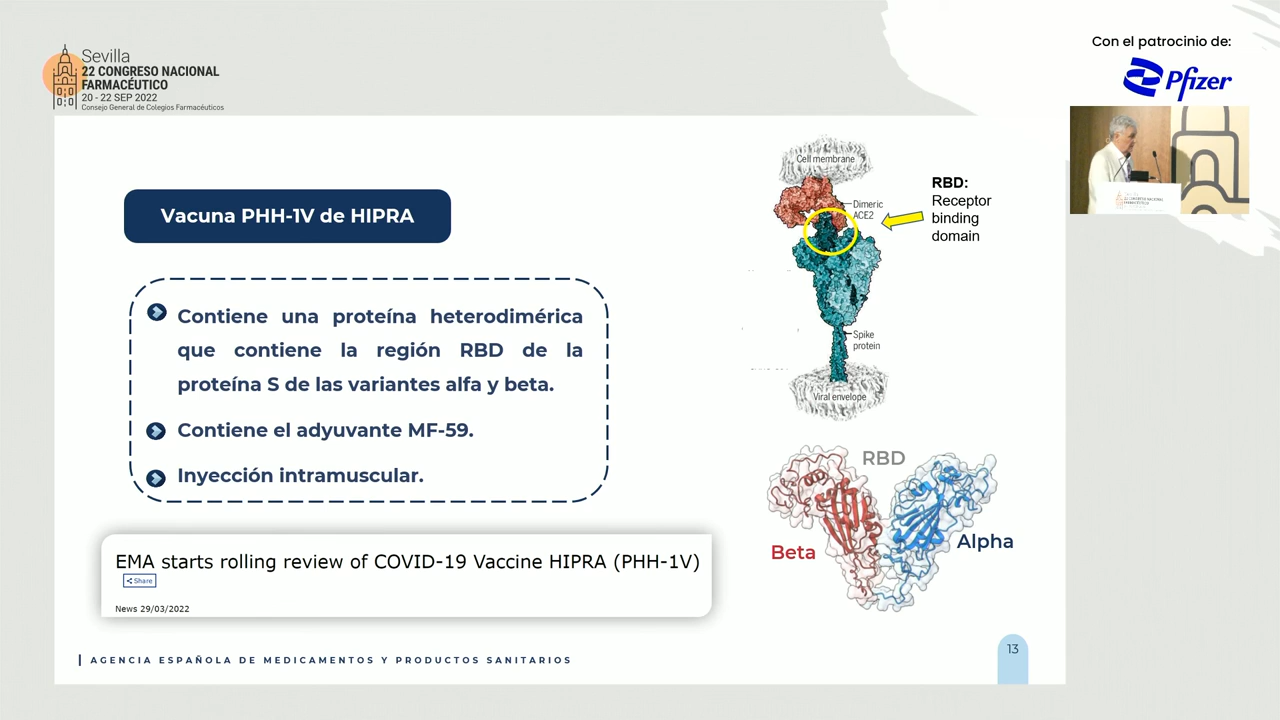 Sevilla
22 CONGRESO NACIONAL
FARMACÉUTICO
20 - 22 SEP 2022
Consejo General de Colegios Farmacéuticos
Con el patrocinio de:
Pfizer
Vacuna PHH-1V de HIPRA
Contiene una proteína heterodimérica
que contiene la región RBD de la
proteína S de las variantes alfa y beta.
Contiene el adyuvante MF-59.
Inyección intramuscular.
EMA starts rolling review of COVID-19 Vaccine HIPRA (PHH-1V)
Share
News 29/03/2022
Cell membrane
Dimeric
ACE2
RBD:
Receptor
binding
domain
Spike
protein
Viral envelope
RBD
Beta
Alpha
AGENCIA ESPAÑOLA DE MEDICAMENTOS Y PRODUCTOS SANITARIOS
13